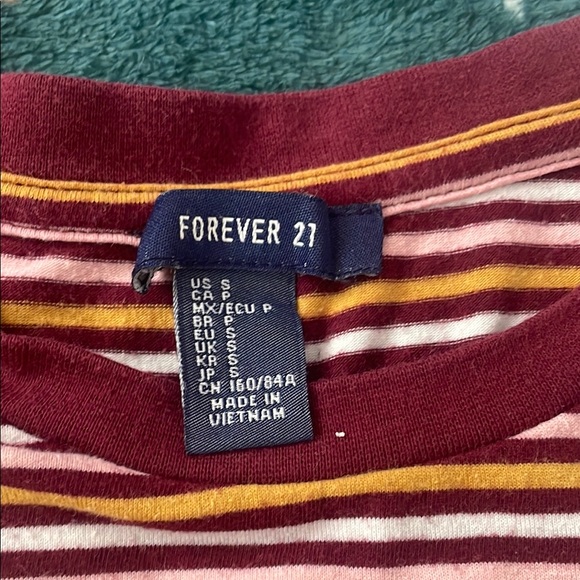 FOREVER 21
US S
CA P
MX/ECU P
BR P
EU S
UK S
KR S
JP S
CN 160/84A
MADE IN
VIETNAM